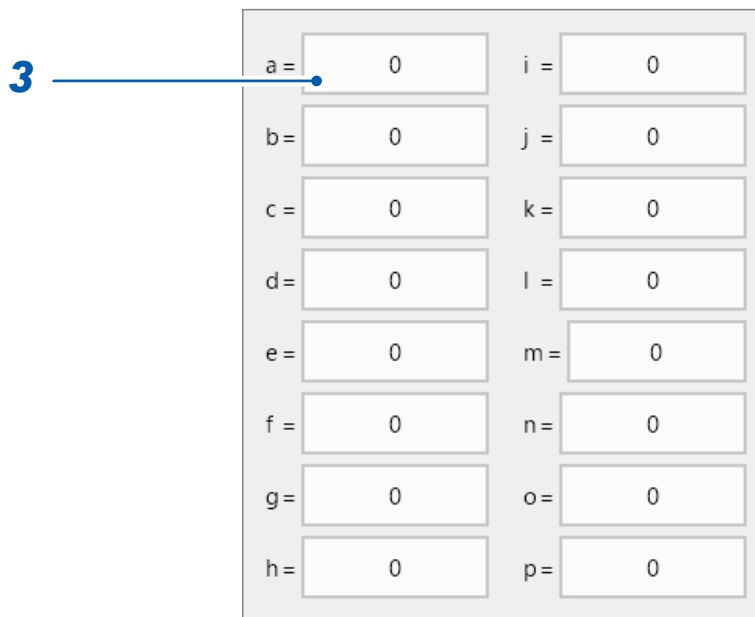 3
a = 0 i = 0
b = 0 j = 0
c = 0 k = 0
d = 0 l = 0
e = 0 m = 0
f = 0 n = 0
g = 0 o = 0
h = 0 p = 0